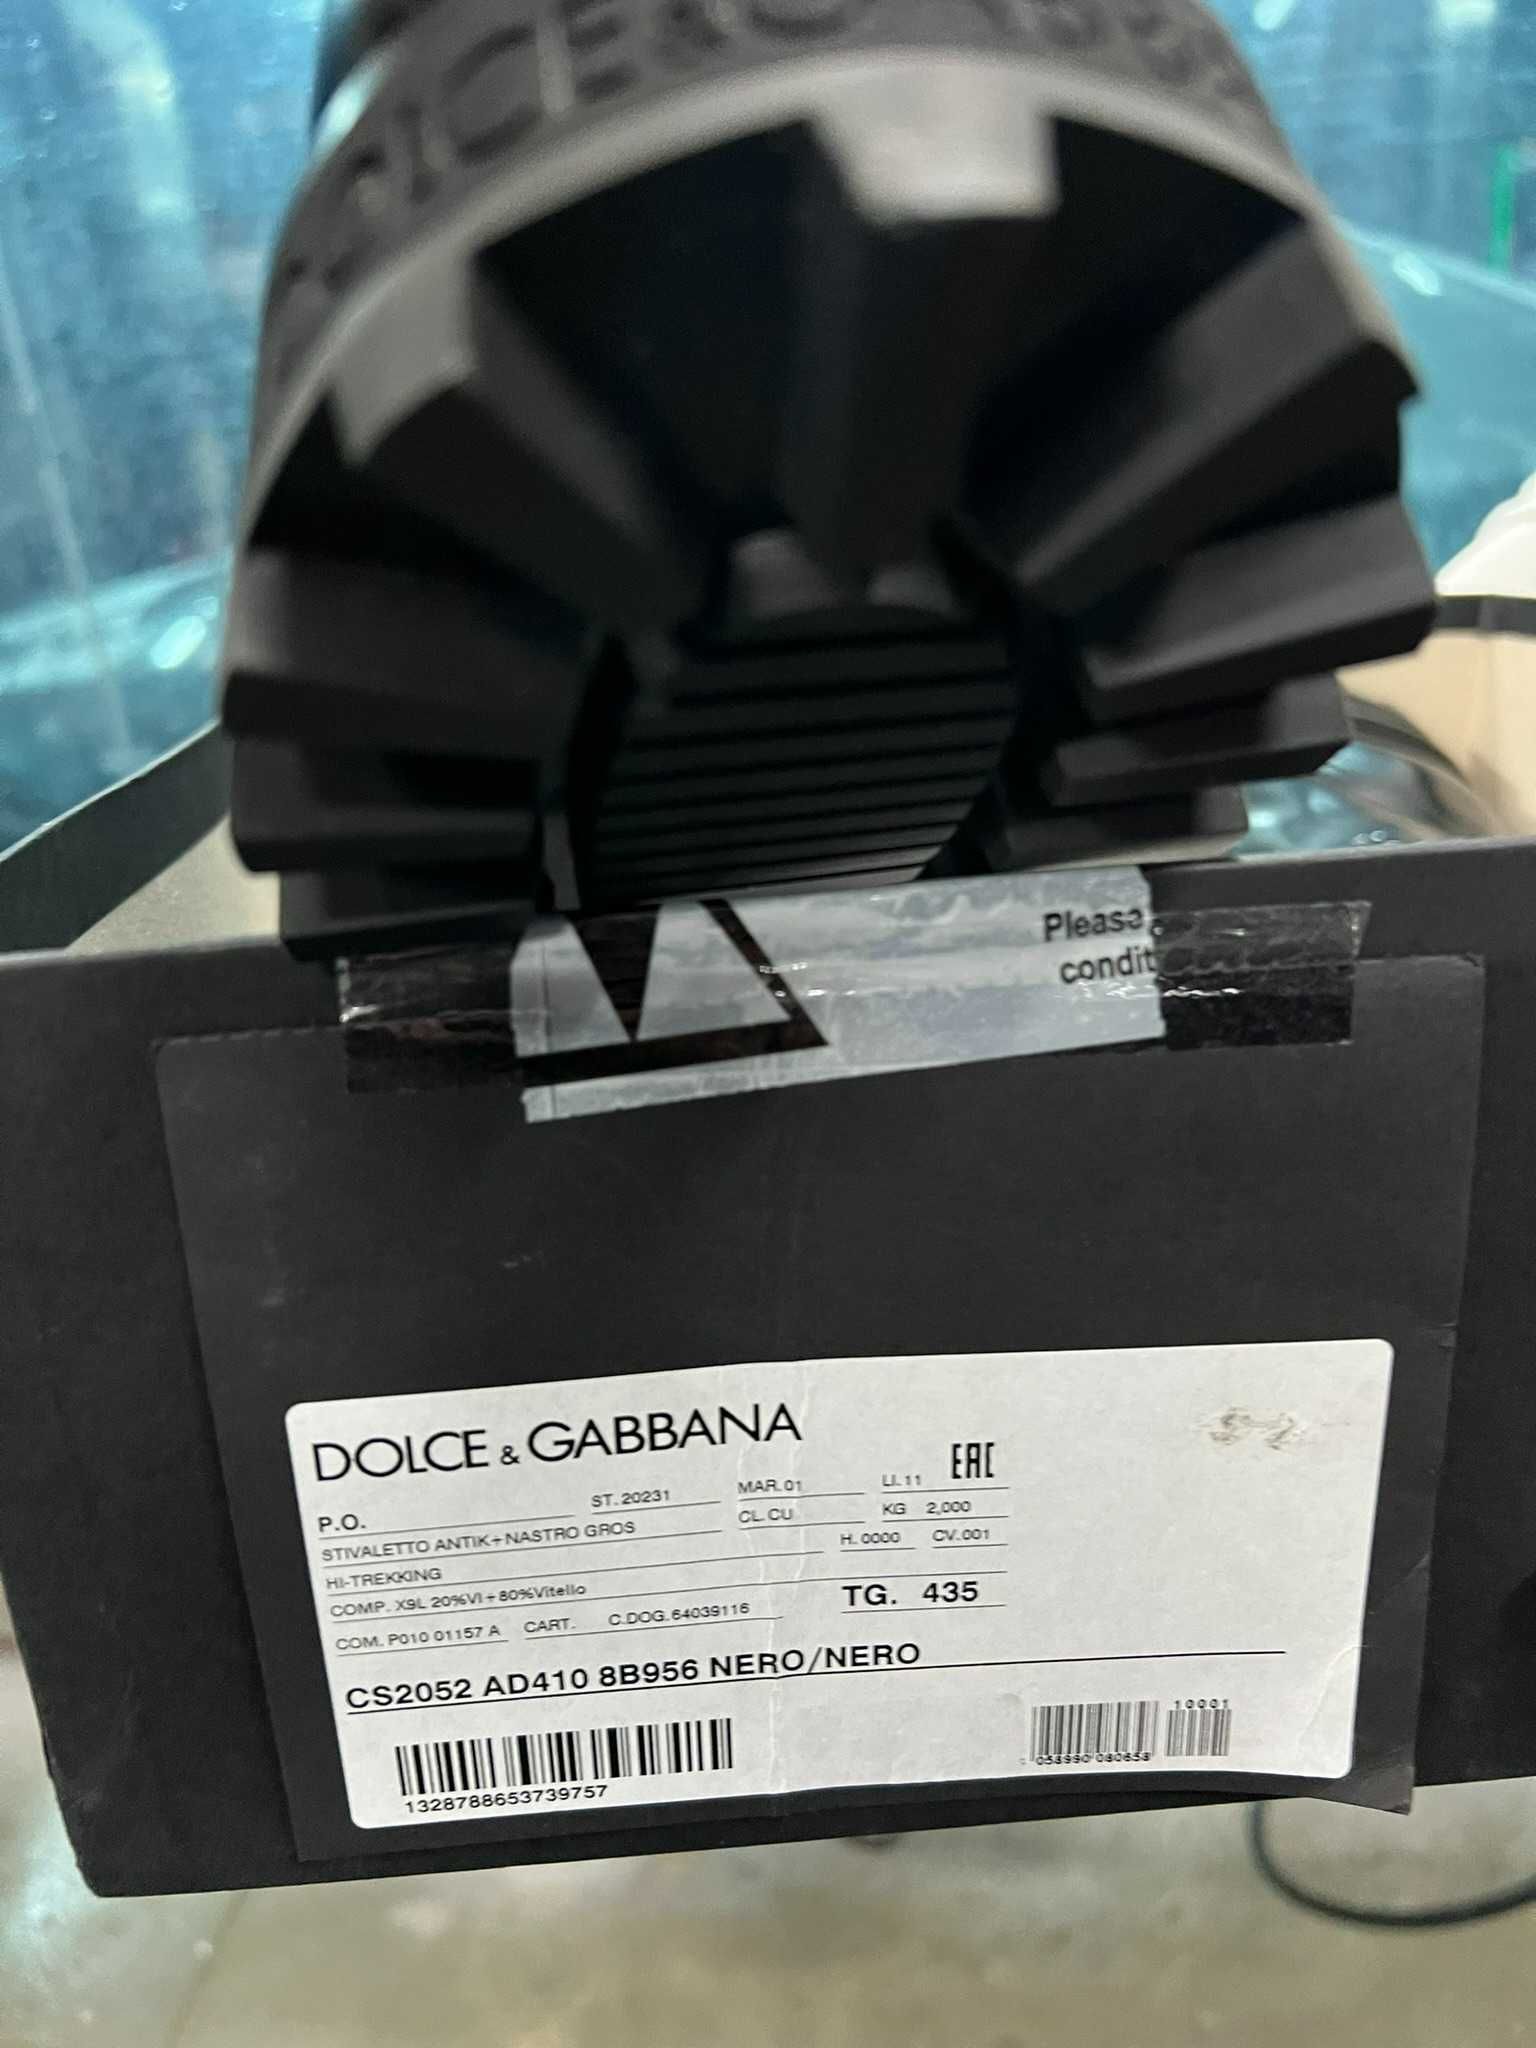 Please
condit
DOLCE & GABBANA
P.O. ST. 20231 MAR. 01 LI. 11 EAC
STIVALETTO ANTIK+NASTRO GROS CL. CU KG 2,000
HI-TREKKING H. 0000 CV. 001
COMP. X9L 20%VI+80%Vitello
COM. P010 01157 A CART. C.DOG. 64039116 TG. 435
CS2052 AD410 8B956 NERO/NERO
10001
058990 080658
1328788653739757